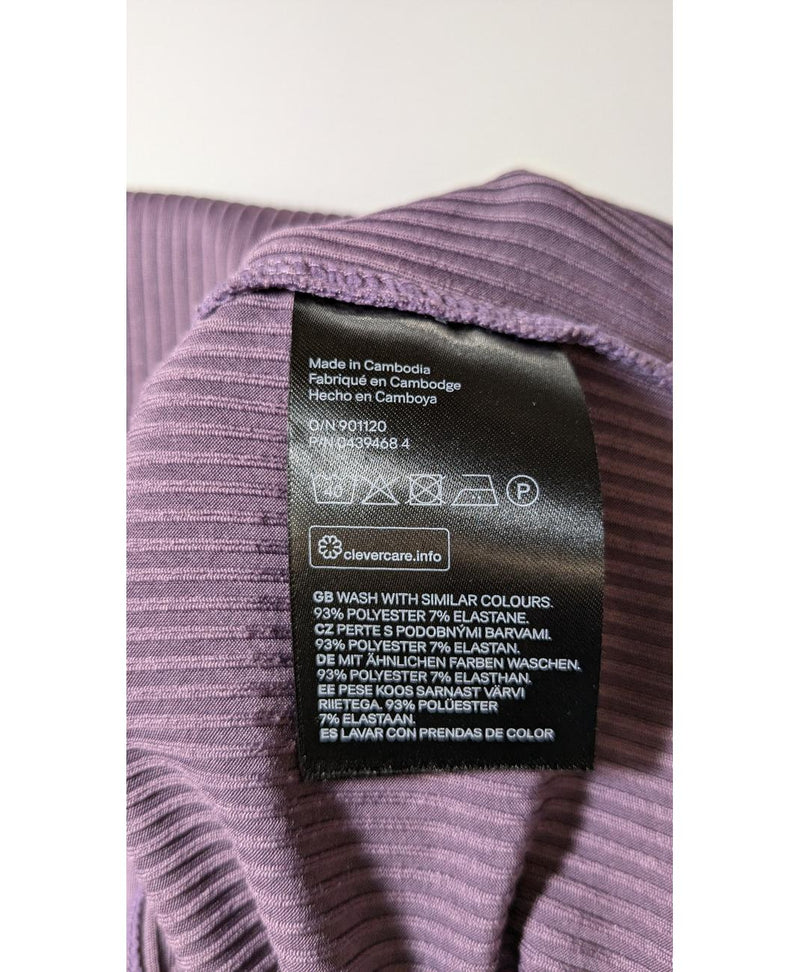 Made in Cambodia
Fabriqué en Cambodge
Hecho en Camboya
O/N 901120
P/N 0439468 4
40 P
clevercare.info
GB WASH WITH SIMILAR COLOURS.
93% POLYESTER 7% ELASTANE.
CZ PERTE S PODOBNÝMI BARVAMI.
93% POLYESTER 7% ELASTAN.
DE MIT ÄHNLICHEN FARBEN WASCHEN.
93% POLYESTER 7% ELASTHAN.
EE PESE KOOS SARNAST VÄRVI
RIIETEGA. 93% POLÜESTER
7% ELASTAAN.
ES LAVAR CON PRENDAS DE COLOR